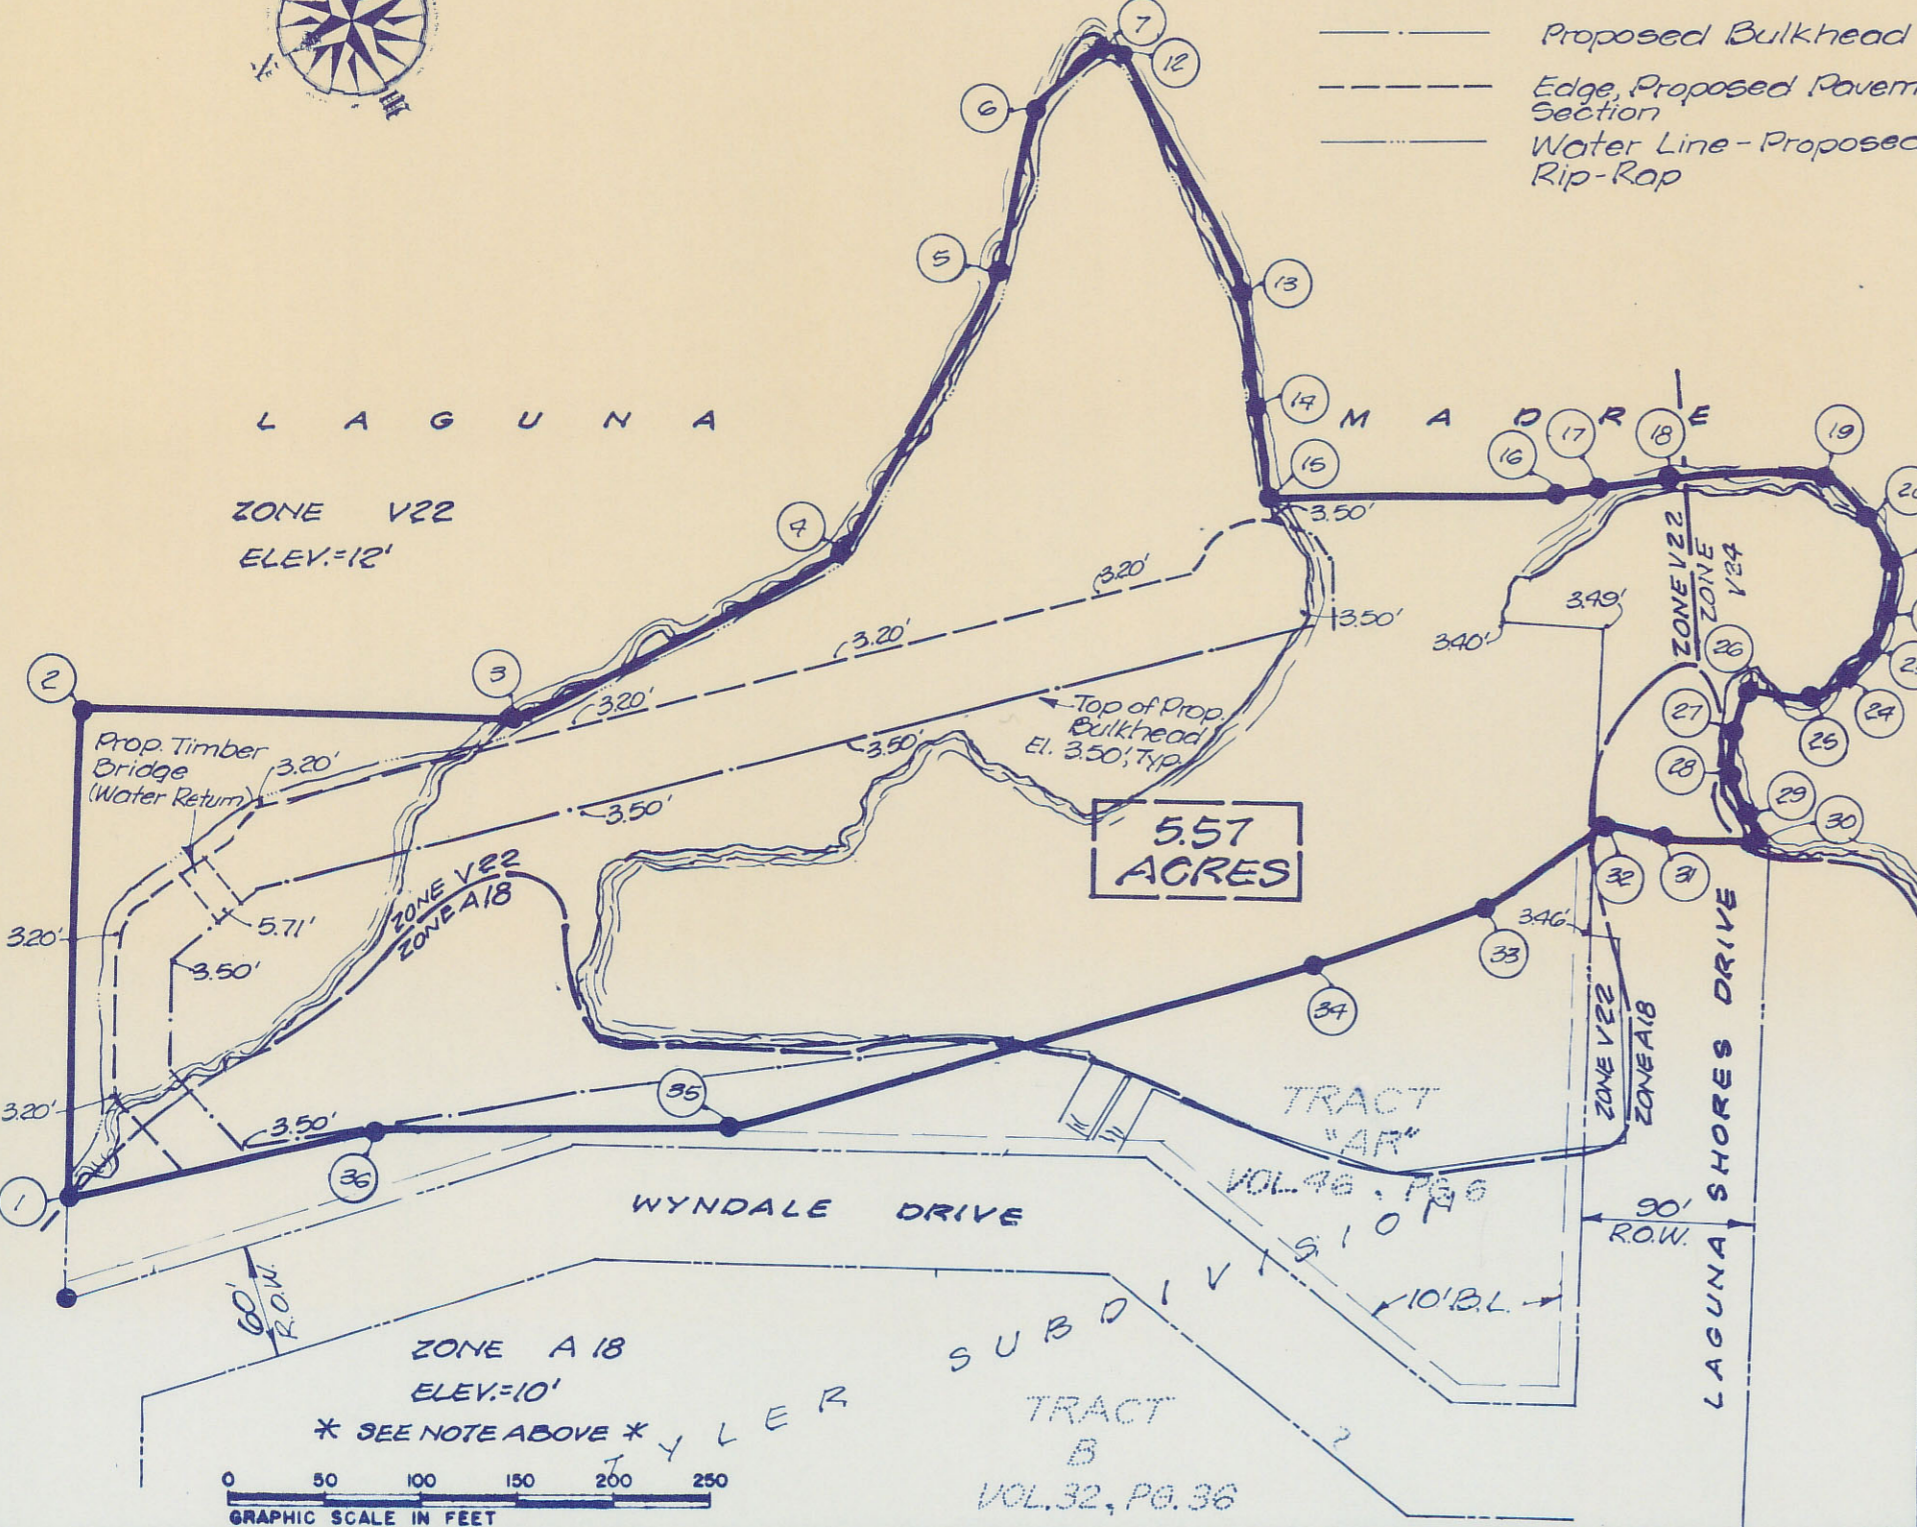 Proposed Bulkhead
Edge, Proposed Pavem
Section
Water Line - Proposed
Rip-Rap
7
12
6
5
13
14
LAGUNA MADRE
15
16
17
18
19
ZONE V22
ELEV.=12'
4
3.50'
3.20'
3.49'
3.50'
3.40'
ZONE V22
ZONE
V24
26
3.20'
2
3
3.20'
Top of Prop.
Bulkhead
El. 3.50', Typ.
27
25
24
Prop. Timber
Bridge
(Water Return)
3.20'
3.50'
28
3.50'
29
30
5.57
ACRES
ZONE V22
ZONE A18
32
31
3.20'
5.71'
3.50'
3.46'
33
34
ZONE V22
ZONE A18
LAGUNA SHORES DRIVE
3.20'
3.50'
35
TRACT
"AR"
VOL. 46, PG. 6
36
1
WYNDALE DRIVE
90'
R.O.W.
60'
R.O.W.
10' B.L.
ZONE A 18
ELEV.=10'
* SEE NOTE ABOVE *
TYLER SUBDIVISION
TRACT
B
VOL. 32, PG. 36
0 50 100 150 200 250
GRAPHIC SCALE IN FEET